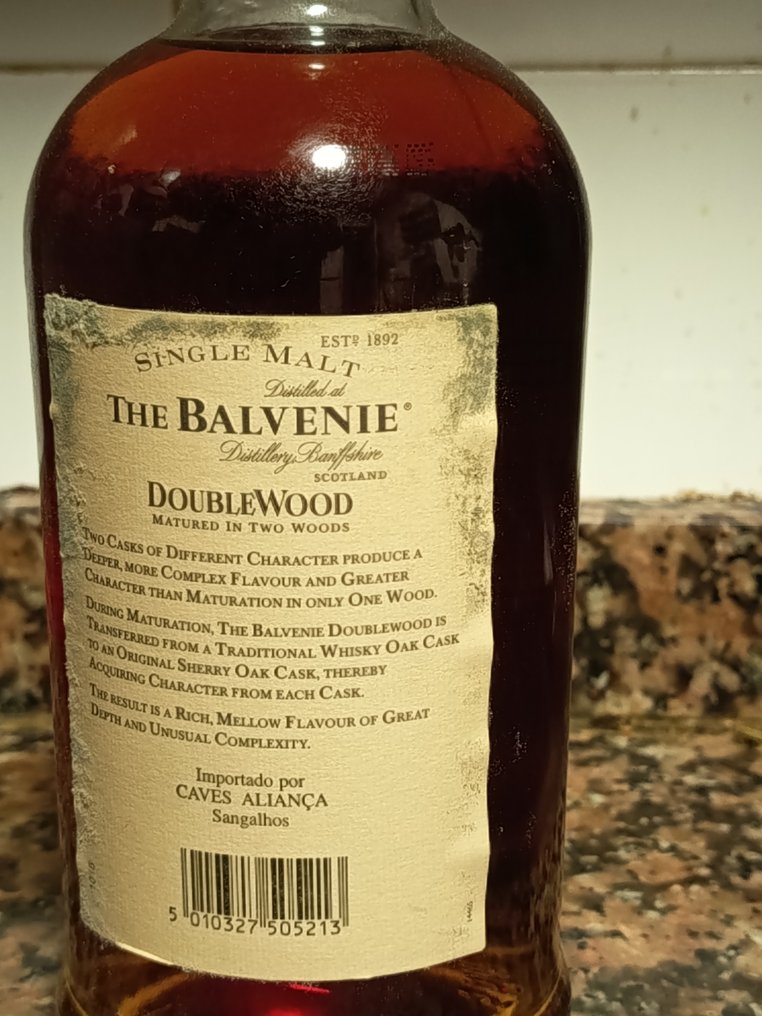 ESTD 1892
SINGLE MALT
Distilled at
THE BALVENIE®
Distillery, Banffshire
SCOTLAND
DOUBLEWOOD
MATURED IN TWO WOODS
TWO CASKS OF DIFFERENT CHARACTER PRODUCE A
DEEPER, MORE COMPLEX FLAVOUR AND GREATER
CHARACTER THAN MATURATION IN ONLY ONE WOOD.
DURING MATURATION, THE BALVENIE DOUBLEWOOD IS
TRANSFERRED FROM A TRADITIONAL WHISKY OAK CASK
TO AN ORIGINAL SHERRY OAK CASK, THEREBY
ACQUIRING CHARACTER FROM EACH CASK.
THE RESULT IS A RICH, MELLOW FLAVOUR OF GREAT
DEPTH AND UNUSUAL COMPLEXITY.
Importado por
CAVES ALIANÇA
Sangalhos
5 010327 505213